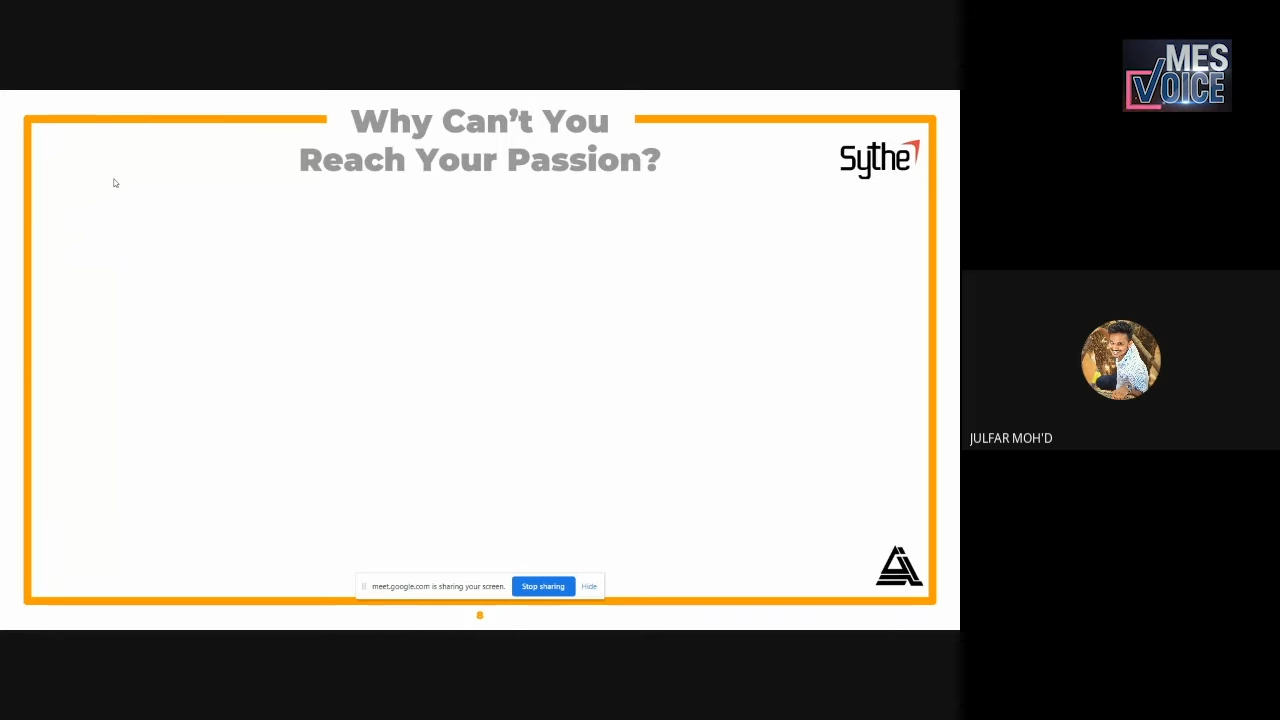 MES
VOICE
Why Can't You
Reach Your Passion?
Sythe
JULFAR MOH'D
meet.google.com is sharing your screen.
Stop sharing
Hide
8